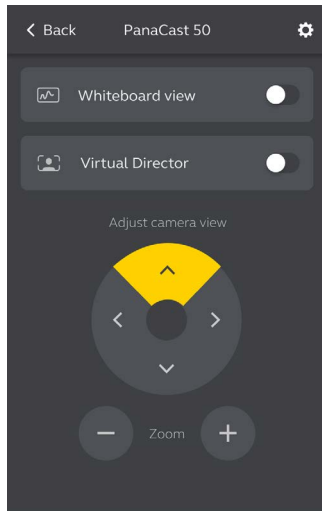 Back PanaCast 50
Whiteboard view
Virtual Director
Adjust camera view
Zoom